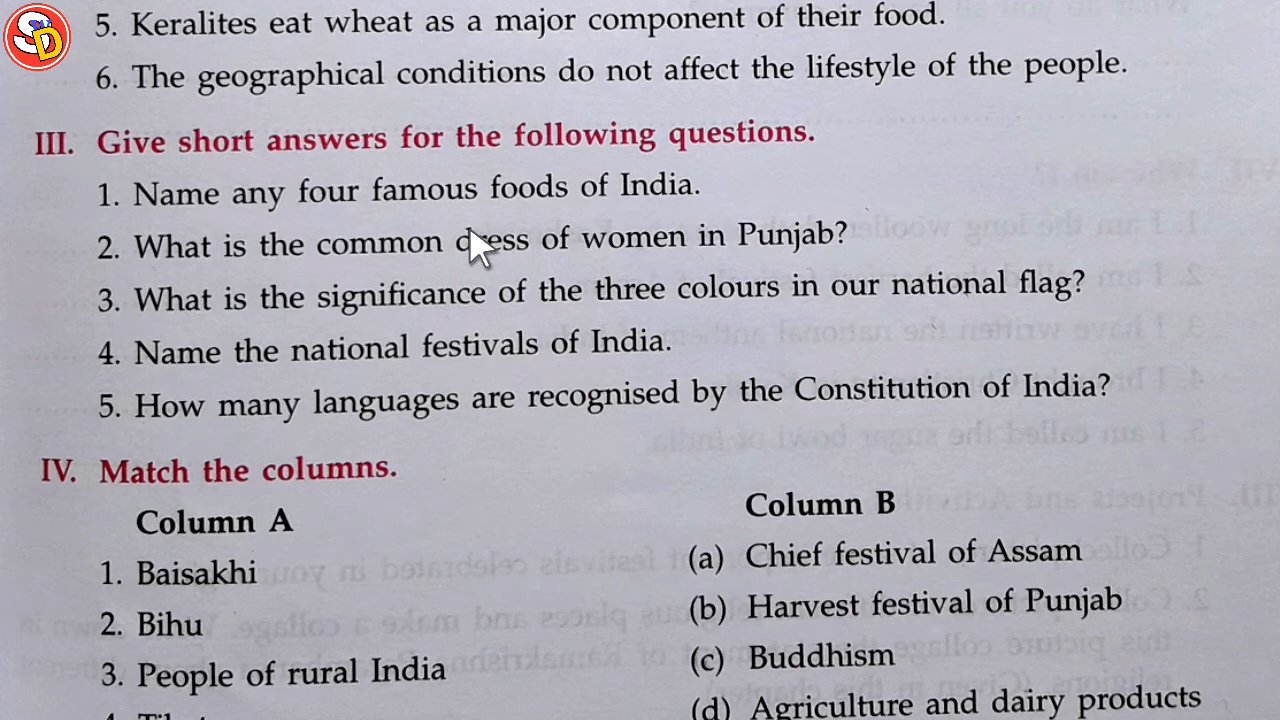 SD
5. Keralites eat wheat as a major component of their food.
6. The geographical conditions do not affect the lifestyle of the people.
III. Give short answers for the following questions.
1. Name any four famous foods of India.
2. What is the common dress of women in Punjab?
3. What is the significance of the three colours in our national flag?
4. Name the national festivals of India.
5. How many languages are recognised by the Constitution of India?
IV. Match the columns.
Column A Column B
1. Baisakhi (a) Chief festival of Assam
2. Bihu (b) Harvest festival of Punjab
3. People of rural India (c) Buddhism
(d) Agriculture and dairy products